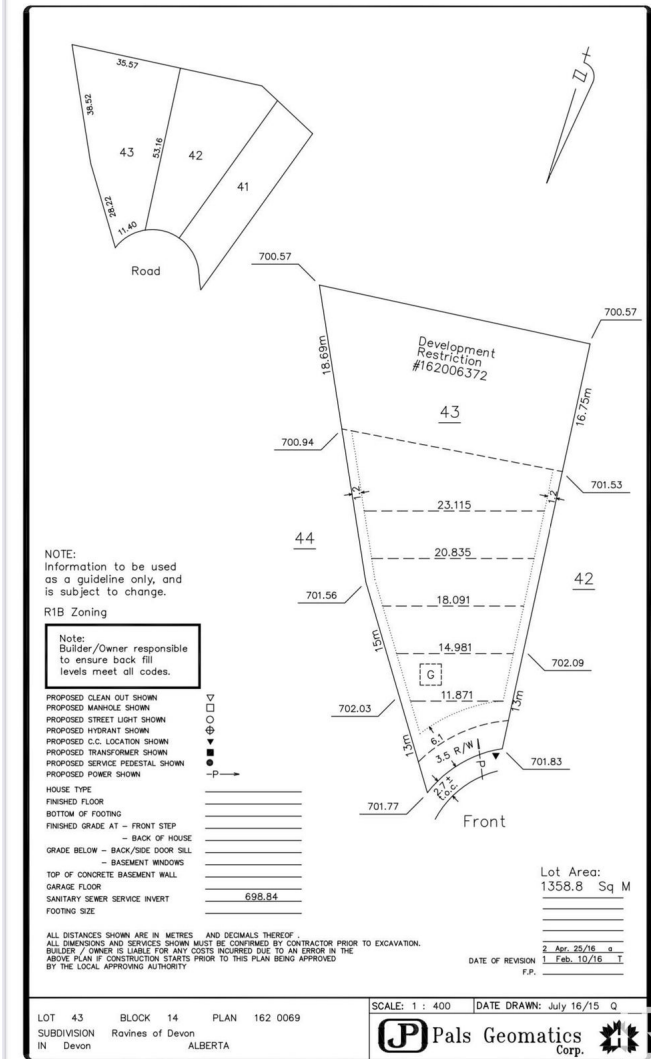 35.57
38.52
43
53.16
42
41
28.22
11.40
Road
700.57
700.57
Development
Restriction
#162006372
18.69m
43
16.75m
700.94
701.53
1.2
1.2
23.115
44
20.835
42
NOTE:
Information to be used
as a guideline only, and
is subject to change.
701.56
18.091
R1B Zoning
Note:
Builder/Owner responsible
to ensure back fill
levels meet all codes.
15m
14.981
702.09
G
11.871
702.03
13m
13m
6.1
3.5 R/W
P
2.7 ±
t.o.c.
701.83
701.77
Front
PROPOSED CLEAN OUT SHOWN
PROPOSED MANHOLE SHOWN
PROPOSED STREET LIGHT SHOWN
PROPOSED HYDRANT SHOWN
PROPOSED C.C. LOCATION SHOWN
PROPOSED TRANSFORMER SHOWN
PROPOSED SERVICE PEDESTAL SHOWN
PROPOSED POWER SHOWN -P-
HOUSE TYPE
FINISHED FLOOR
BOTTOM OF FOOTING
FINISHED GRADE AT - FRONT STEP
- BACK OF HOUSE
GRADE BELOW - BACK/SIDE DOOR SILL
- BASEMENT WINDOWS
TOP OF CONCRETE BASEMENT WALL
GARAGE FLOOR
SANITARY SEWER SERVICE INVERT 698.84
FOOTING SIZE
Lot Area:
1358.8 Sq M
2 Apr. 25/16 a
DATE OF REVISION 1 Feb. 10/16 T
F.P.
ALL DISTANCES SHOWN ARE IN METRES AND DECIMALS THEREOF .
ALL DIMENSIONS AND SERVICES SHOWN MUST BE CONFIRMED BY CONTRACTOR PRIOR TO EXCAVATION.
BUILDER / OWNER IS LIABLE FOR ANY COSTS INCURRED DUE TO AN ERROR IN THE
ABOVE PLAN IF CONSTRUCTION STARTS PRIOR TO THIS PLAN BEING APPROVED
BY THE LOCAL APPROVING AUTHORITY
LOT 43 BLOCK 14 PLAN 162 0069
SUBDIVISION Ravines of Devon
IN Devon ALBERTA
SCALE: 1 : 400 DATE DRAWN: July 16/15 Q
JP Pals Geomatics
Corp.